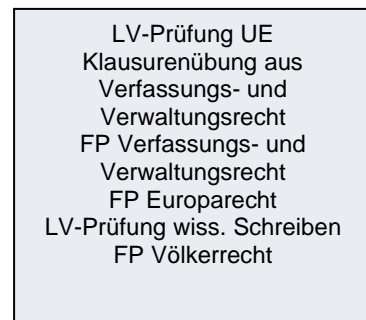 LV-Prüfung UE
Klausurenübung aus
Verfassungs- und
Verwaltungsrecht
FP Verfassungs- und
Verwaltungsrecht
FP Europarecht
LV-Prüfung wiss. Schreiben
FP Völkerrecht